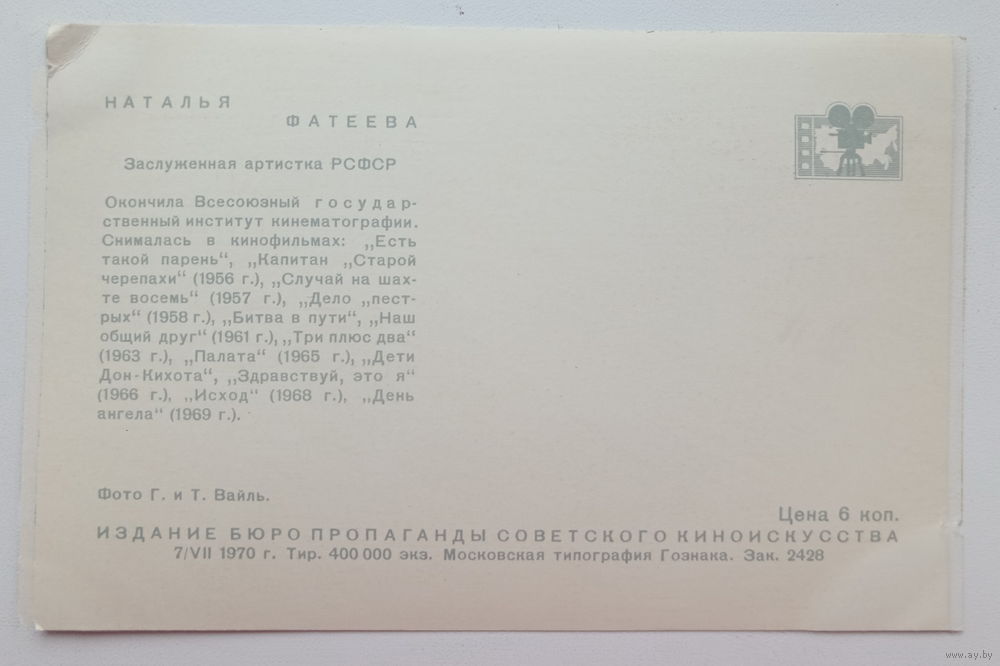 НАТАЛЬЯ
ФАТЕЕВА
Заслуженная артистка РСФСР
Окончила Всесоюзный государ-
ственный институт кинематографии.
Снималась в кинофильмах: „Есть
такой парень“, „Капитан „Старой
черепахи“ (1956 г.), „Случай на шах-
те восемь“ (1957 г.), „Дело „пест-
рых“ (1958 г.), „Битва в пути“, „Наш
общий друг“ (1961 г.), „Три плюс два“
(1963 г.), „Палата“ (1965 г.), „Дети
Дон-Кихота“, „Здравствуй, это я“
(1966 г.), „Исход“ (1968 г.), „День
ангела“ (1969 г.).
Фото Г. и Т. Вайль.
Цена 6 коп.
ИЗДАНИЕ БЮРО ПРОПАГАНДЫ СОВЕТСКОГО КИНОИСКУССТВА
7/VII 1970 г. Тир. 400 000 экз. Московская типография Гознака. Зак. 2428
www.ay.by